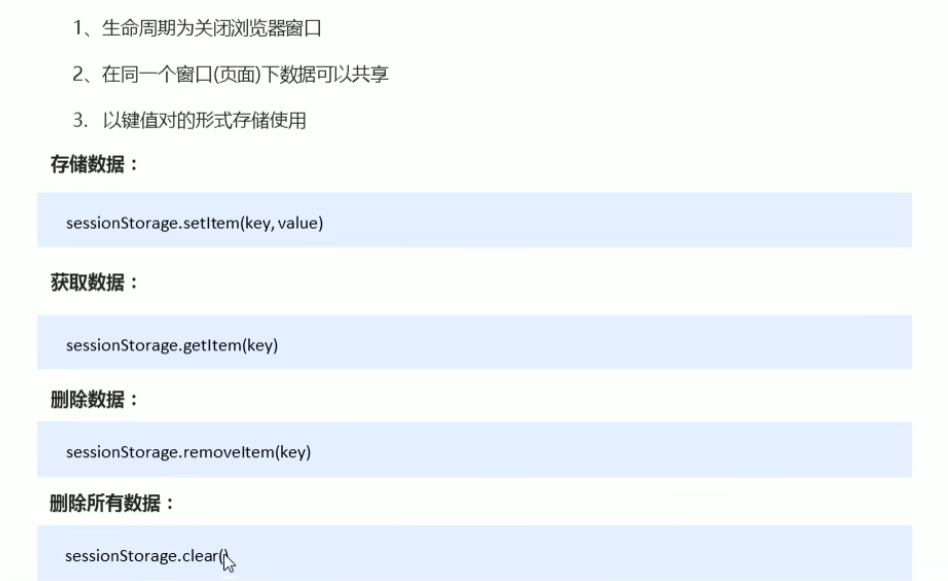 1、生命周期为关闭浏览器窗口
2、在同一个窗口(页面)下数据可以共享
3. 以键值对的形式存储使用
存储数据：
sessionStorage.setItem(key, value)
获取数据：
sessionStorage.getItem(key)
删除数据：
sessionStorage.removeItem(key)
删除所有数据：
sessionStorage.clear()